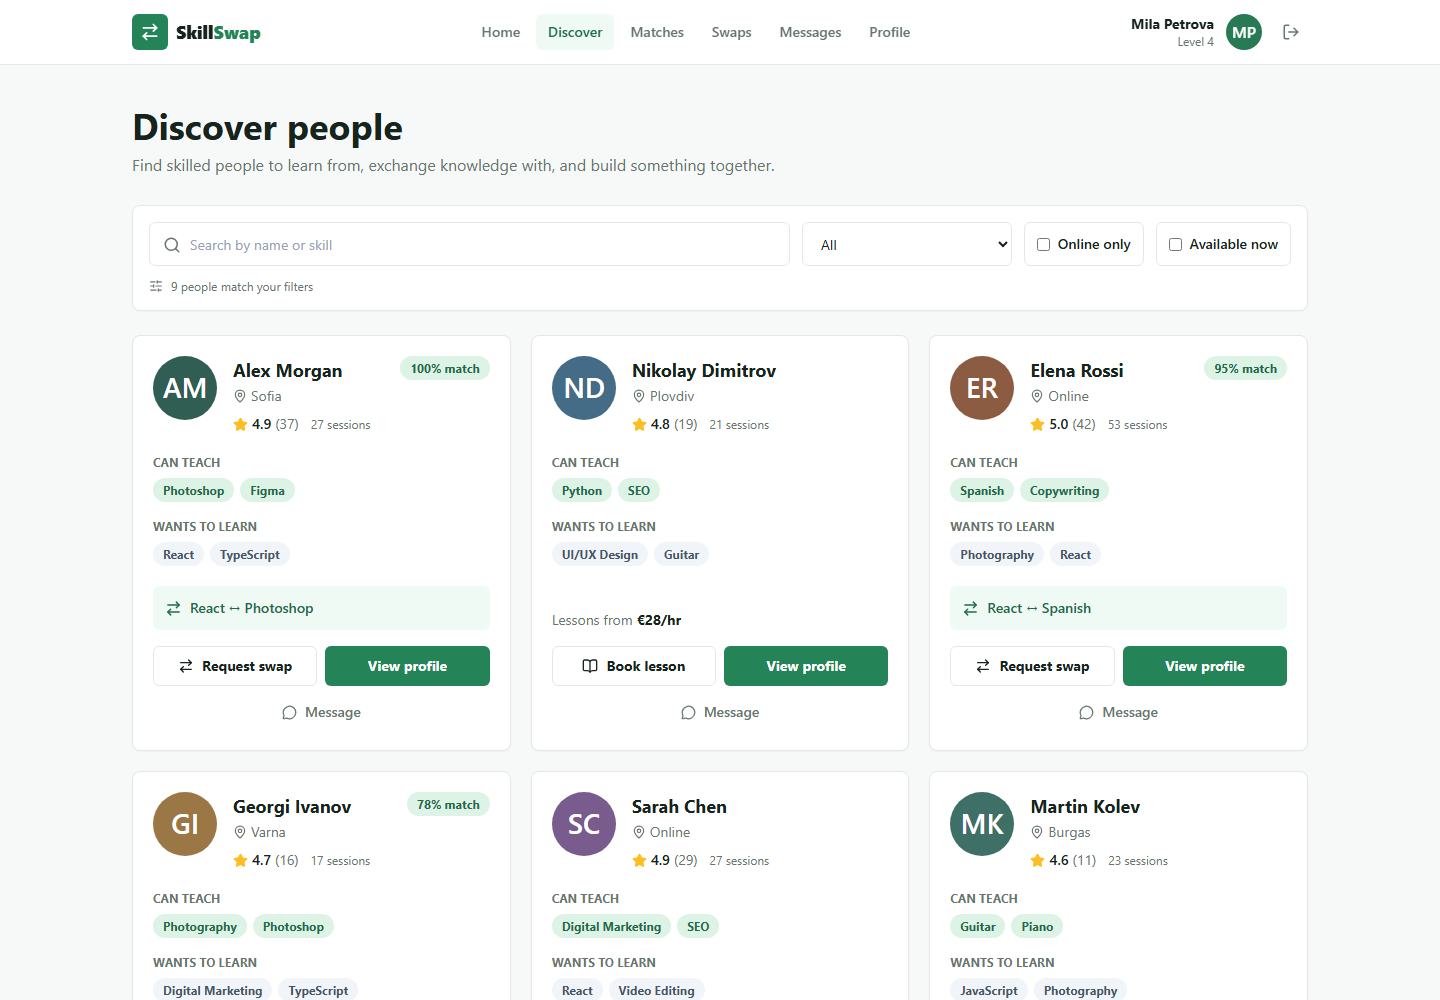 SkillSwap
Home Discover Matches Swaps Messages Profile
Mila Petrova
Level 4
MP
Discover people
Find skilled people to learn from, exchange knowledge with, and build something together.
Search by name or skill
All
Online only
Available now
9 people match your filters
AM
Alex Morgan
100% match
Sofia
4.9 (37) 27 sessions
CAN TEACH
Photoshop Figma
WANTS TO LEARN
React TypeScript
React ↔ Photoshop
Request swap
View profile
Message
ND
Nikolay Dimitrov
Plovdiv
4.8 (19) 21 sessions
CAN TEACH
Python SEO
WANTS TO LEARN
UI/UX Design Guitar
Lessons from €28/hr
Book lesson
View profile
Message
ER
Elena Rossi
95% match
Online
5.0 (42) 53 sessions
CAN TEACH
Spanish Copywriting
WANTS TO LEARN
Photography React
React ↔ Spanish
Request swap
View profile
Message
GI
Georgi Ivanov
78% match
Varna
4.7 (16) 17 sessions
CAN TEACH
Photography Photoshop
WANTS TO LEARN
Digital Marketing TypeScript
SC
Sarah Chen
Online
4.9 (29) 27 sessions
CAN TEACH
Digital Marketing SEO
WANTS TO LEARN
React Video Editing
MK
Martin Kolev
Burgas
4.6 (11) 23 sessions
CAN TEACH
Guitar Piano
WANTS TO LEARN
JavaScript Photography